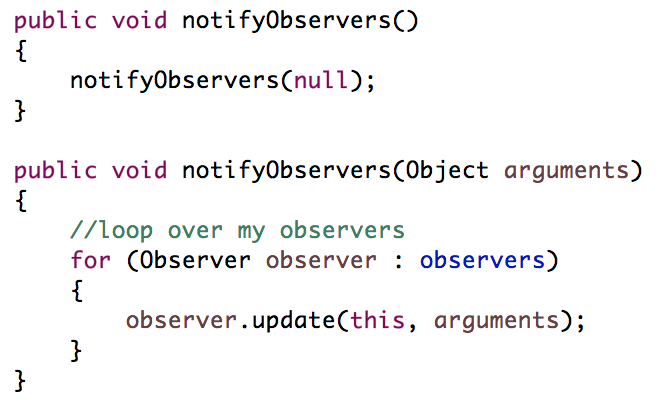 public void notifyObservers()
{
    notifyObservers(null);
}

public void notifyObservers(Object arguments)
{
    //loop over my observers
    for (Observer observer : observers)
    {
        observer.update(this, arguments);
    }
}